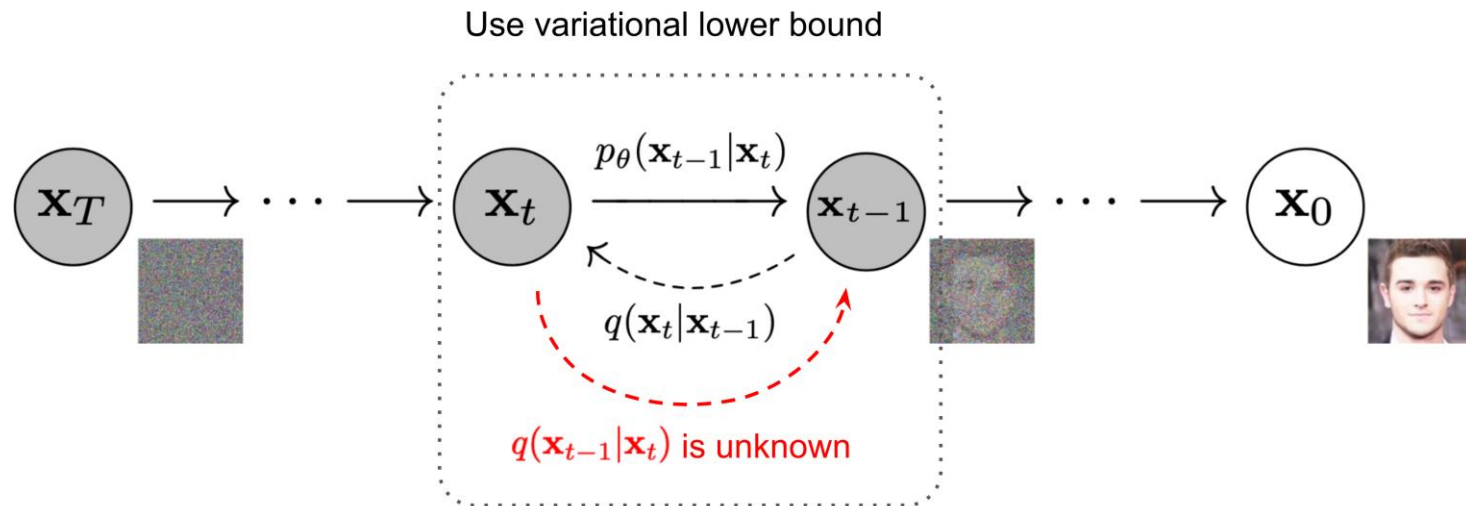 Use variational lower bound
p_θ(x_{t−1}|x_t)
x_T → ··· → x_t → x_{t−1} → ··· → x_0
q(x_t|x_{t−1})
q(x_{t−1}|x_t) is unknown